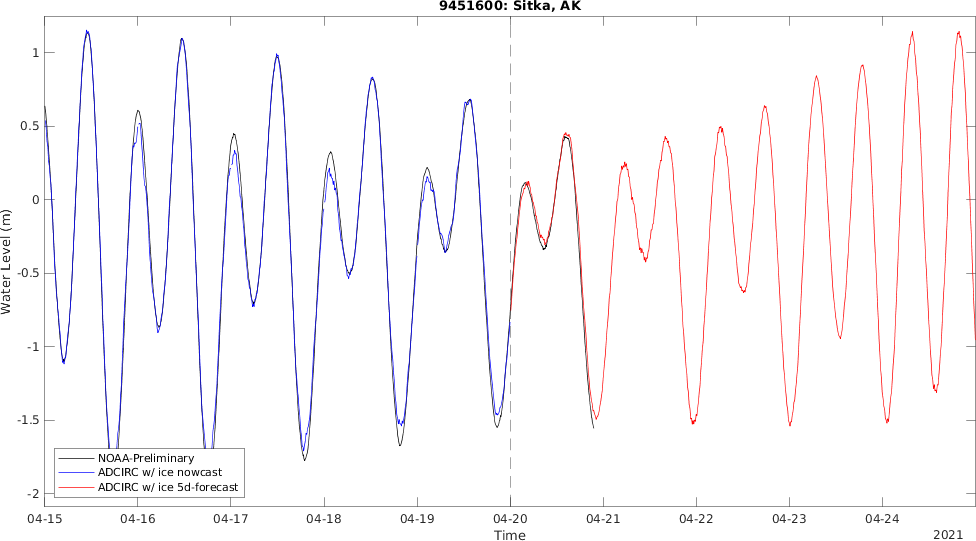 9451600: Sitka, AK
Water Level (m)
1
0.5
0
-0.5
-1
-1.5
-2
NOAA-Preliminary
ADCIRC w/ ice nowcast
ADCIRC w/ ice 5d-forecast
04-15 04-16 04-17 04-18 04-19 04-20 04-21 04-22 04-23 04-24
Time
2021